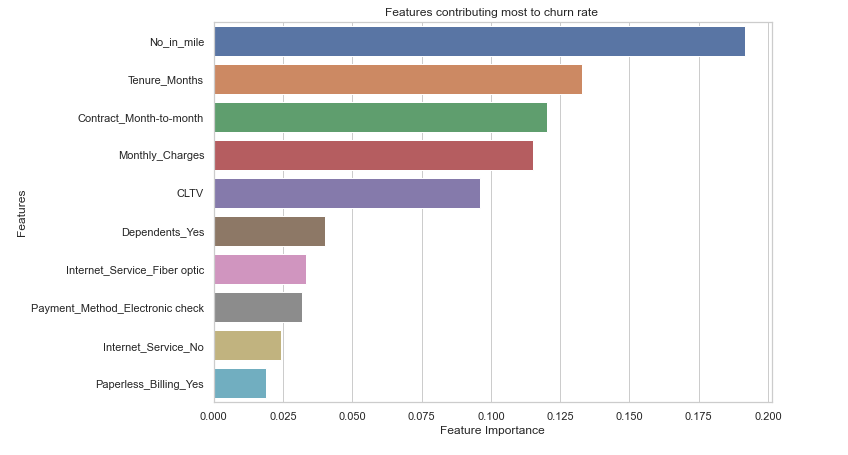 Features contributing most to churn rate
No_in_mile
Tenure_Months
Contract_Month-to-month
Monthly_Charges
CLTV
Dependents_Yes
Internet_Service_Fiber optic
Payment_Method_Electronic check
Internet_Service_No
Paperless_Billing_Yes
Features
0.000 0.025 0.050 0.075 0.100 0.125 0.150 0.175 0.200
Feature Importance